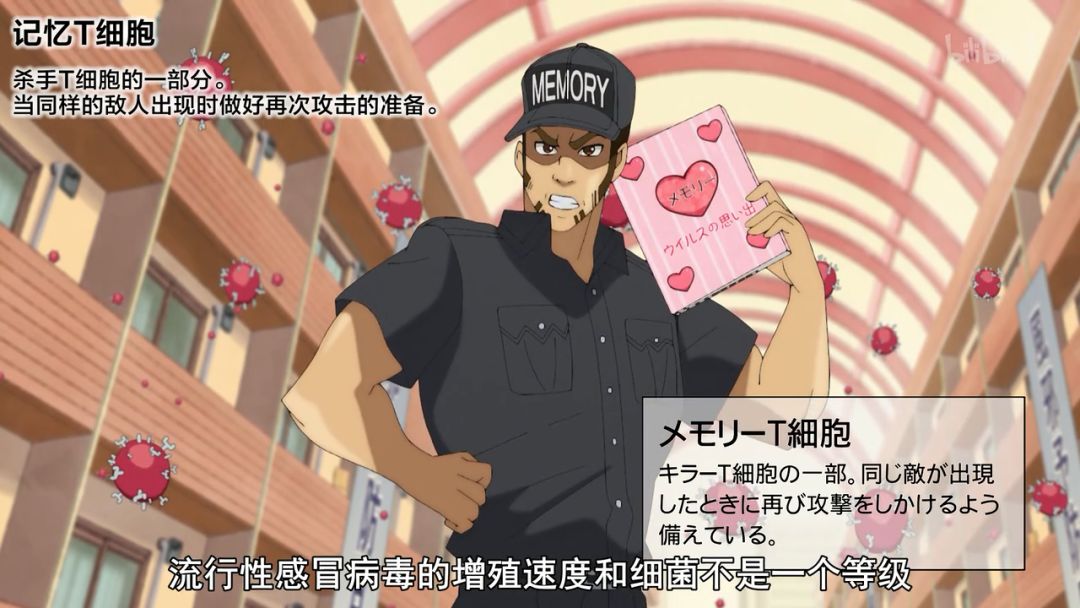 记忆T细胞
杀手T细胞的一部分。
当同样的敌人出现时做好再次攻击的准备。
MEMORY
メモリー
ウイルスの思い出
メモリーT細胞
キラーT細胞の一部。同じ敵が出現
したときに再び攻撃をしかけるよう
備えている。
流行性感冒病毒的增殖速度和细菌不是一个等级